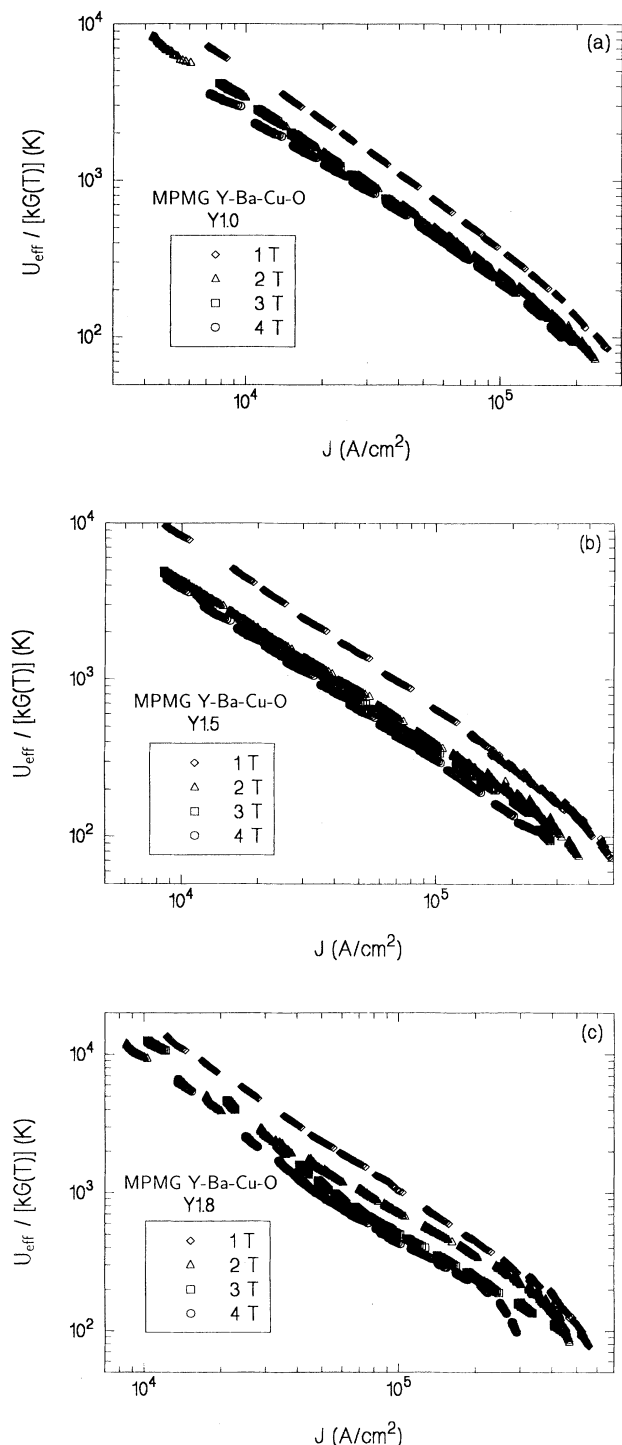 (a)
10⁴
10³
10²
U_eff / [kG(T)] (K)
MPMG Y-Ba-Cu-O
Y1.0
◇ 1 T
△ 2 T
□ 3 T
○ 4 T
10⁴
10⁵
J (A/cm²)
(b)
10⁴
10³
10²
U_eff / [kG(T)] (K)
MPMG Y-Ba-Cu-O
Y1.5
◇ 1 T
△ 2 T
□ 3 T
○ 4 T
10⁴
10⁵
J (A/cm²)
(c)
10⁴
10³
10²
U_eff / [kG(T)] (K)
MPMG Y-Ba-Cu-O
Y1.8
◇ 1 T
△ 2 T
□ 3 T
○ 4 T
10⁴
10⁵
J (A/cm²)